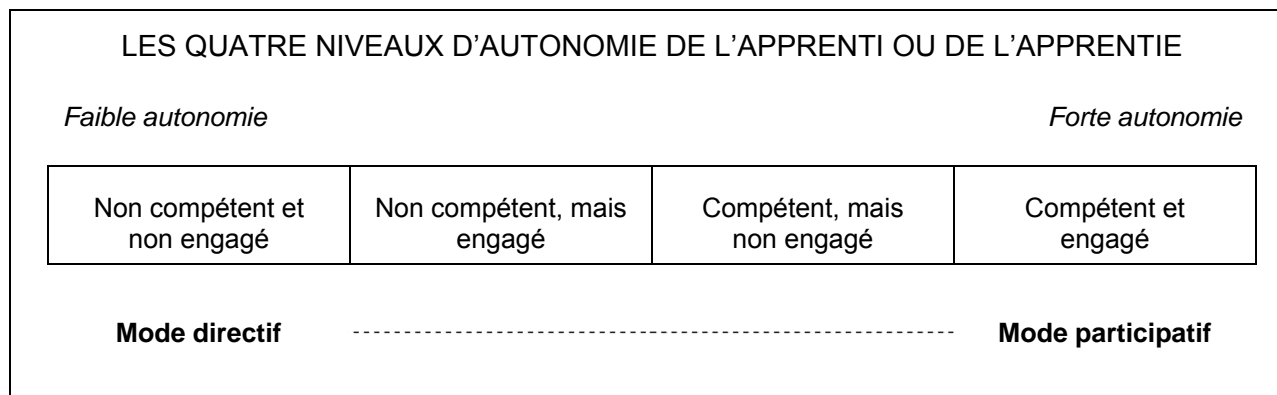 LES QUATRE NIVEAUX D’AUTONOMIE DE L’APPRENTI OU DE L’APPRENTIE
Faible autonomie
Forte autonomie
Non compétent et
non engagé
Non compétent, mais
engagé
Compétent, mais
non engagé
Compétent et
engagé
Mode directif
Mode participatif